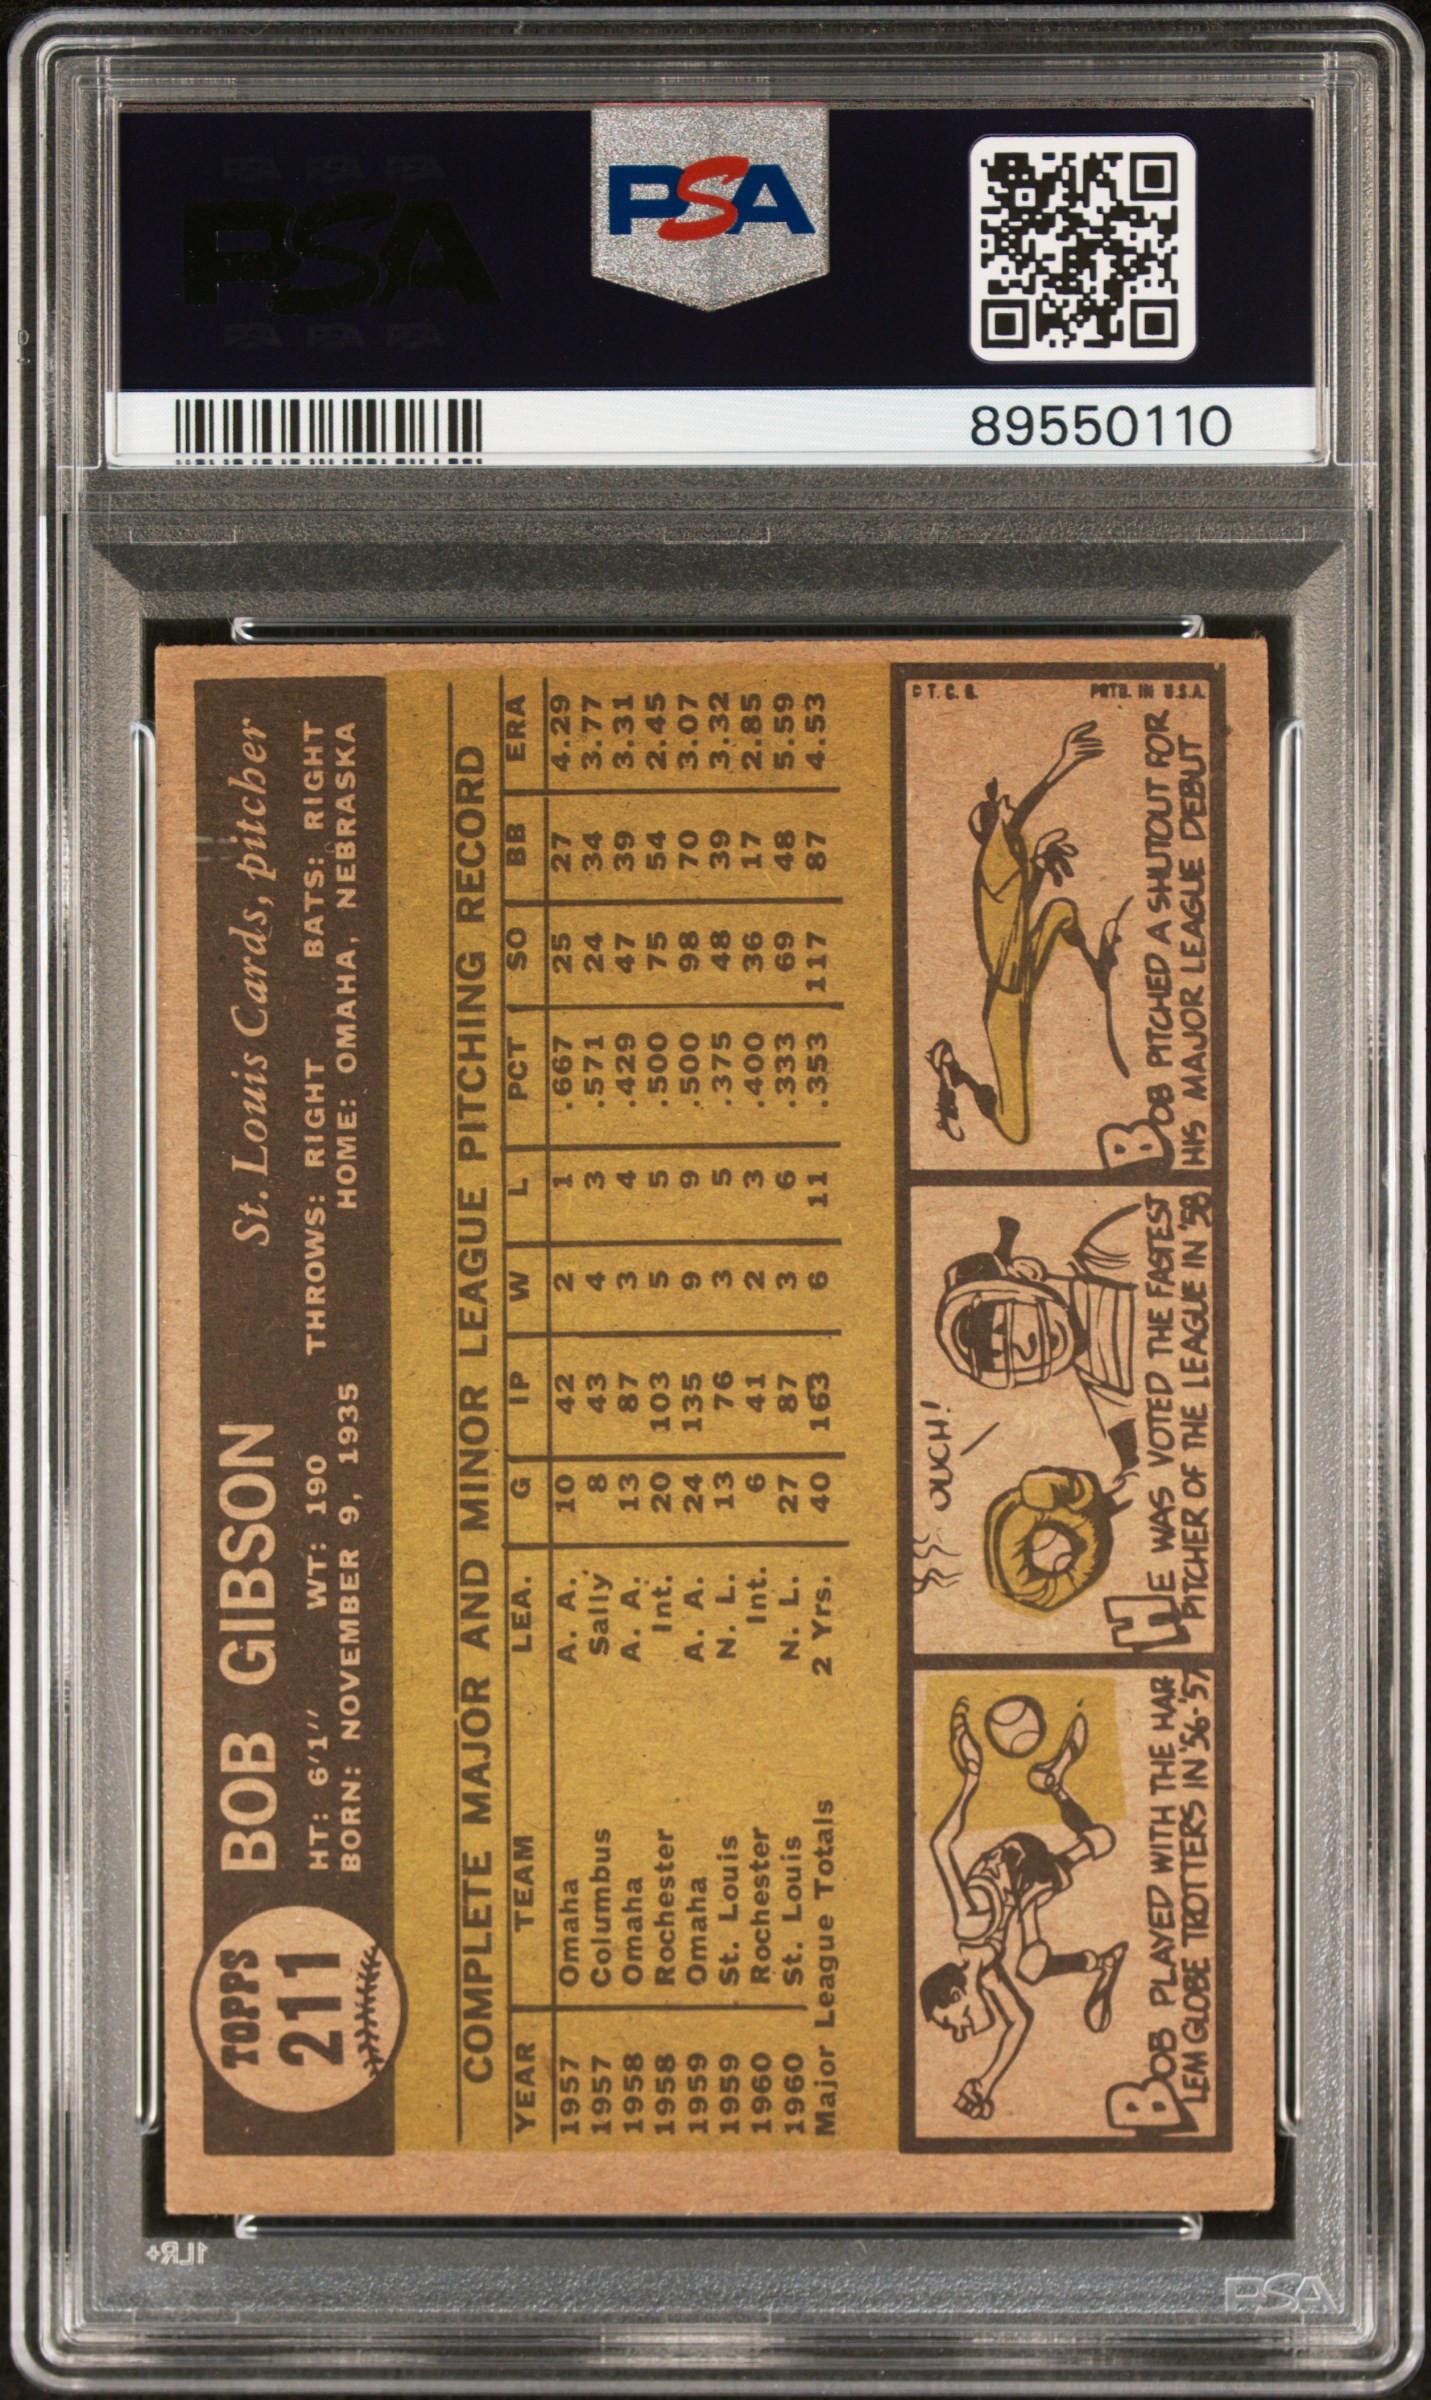 PSA PSA PSA
PSA
PSA PSA PSA
PSA
89550110
TOPPS
211
BOB GIBSON St. Louis Cards, pitcher
HT: 6'1" WT: 190 THROWS: RIGHT BATS: RIGHT
BORN: NOVEMBER 9, 1935 HOME: OMAHA, NEBRASKA
COMPLETE MAJOR AND MINOR LEAGUE PITCHING RECORD
YEAR TEAM LEA. G IP W L PCT SO BB ERA
1957 Omaha A. A. 10 42 2 1 .667 25 27 4.29
1957 Columbus Sally 8 43 4 3 .571 24 34 3.77
1958 Omaha A. A. 13 87 3 4 .429 47 39 3.31
1958 Rochester Int. 20 103 5 5 .500 75 54 2.45
1959 Omaha A. A. 24 135 9 9 .500 98 70 3.07
1959 St. Louis N. L. 13 76 3 5 .375 48 39 3.32
1960 Rochester Int. 6 41 2 3 .400 36 17 2.85
1960 St. Louis N. L. 27 87 3 6 .333 69 48 5.59
Major League Totals 2 Yrs. 40 163 6 11 .353 117 87 4.53
BOB PLAYED WITH THE HAR
LEM GLOBE TROTTERS IN '56-'57
OUCH!
HE WAS VOTED THE FASTEST
PITCHER OF THE LEAGUE IN '58
© T. C. G.
PRTD. IN U.S.A.
BOB PITCHED A SHUTOUT FOR
HIS MAJOR LEAGUE DEBUT
1LR+
PSA